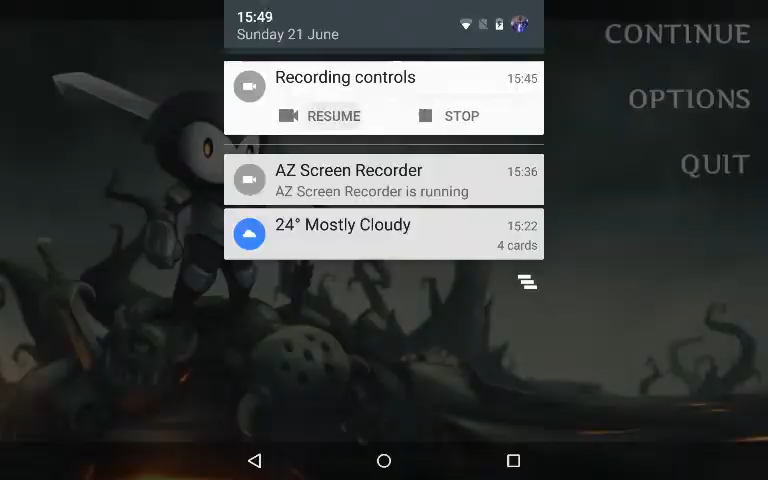 15:49
Sunday 21 June
CONTINUE
OPTIONS
QUIT
Recording controls 15:45
RESUME STOP
AZ Screen Recorder 15:36
AZ Screen Recorder is running
24° Mostly Cloudy 15:22
4 cards